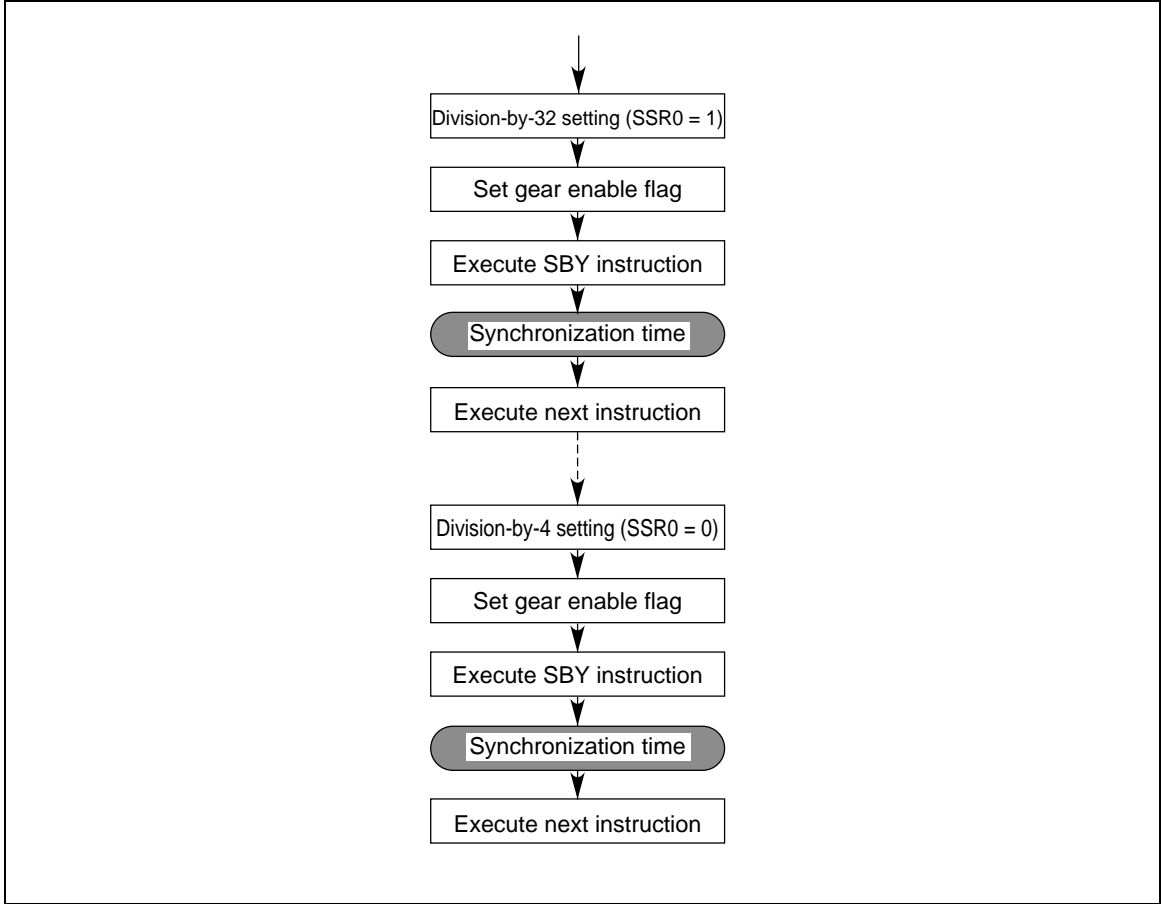 Division-by-32 setting (SSR0 = 1)
Set gear enable flag
Execute SBY instruction
Synchronization time
Execute next instruction
Division-by-4 setting (SSR0 = 0)
Set gear enable flag
Execute SBY instruction
Synchronization time
Execute next instruction